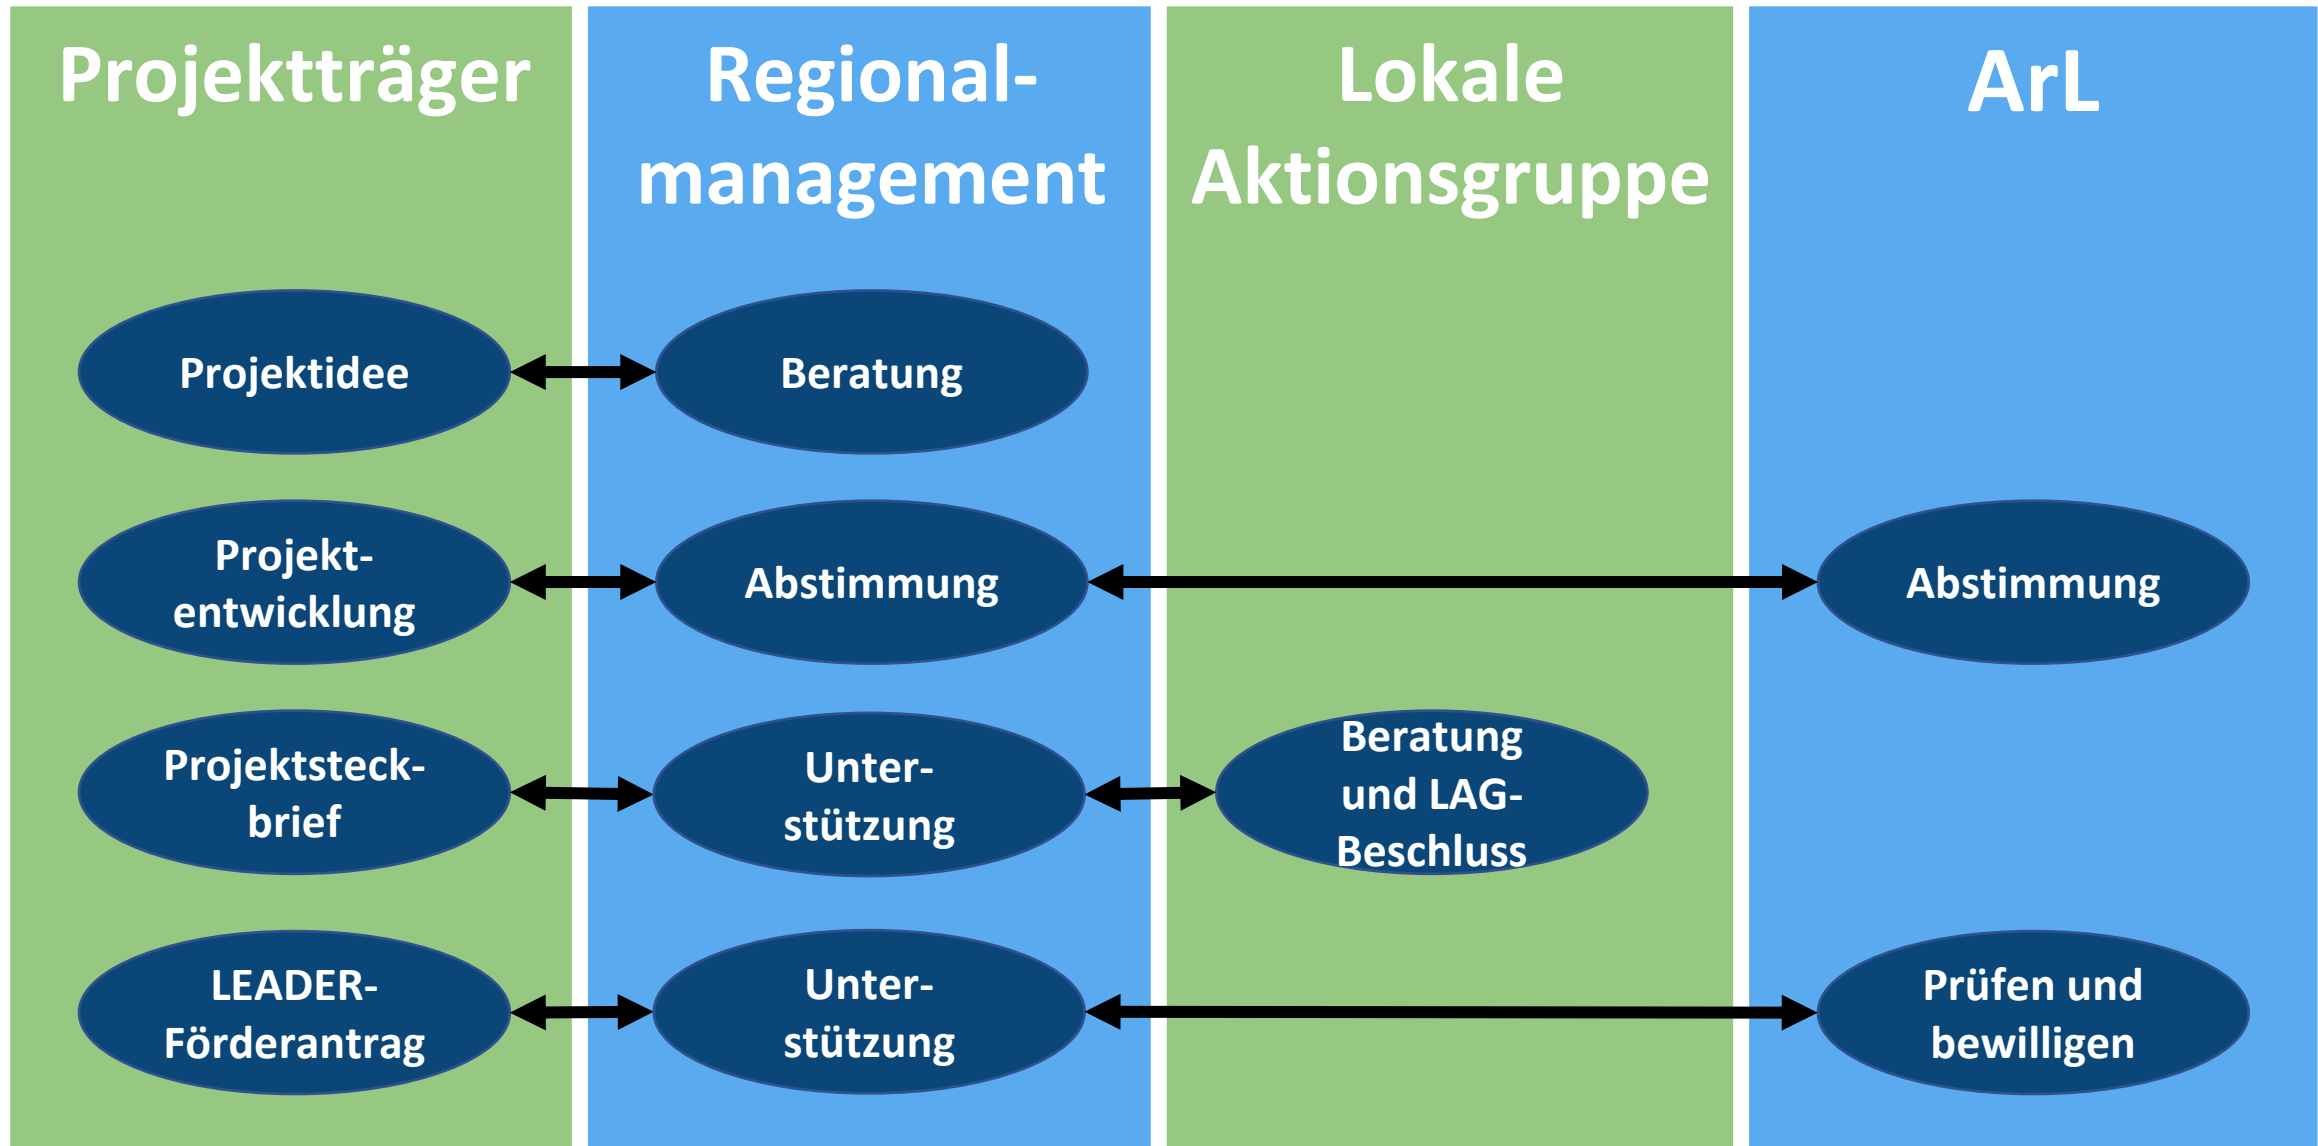 Projektträger
Regional-
management
Lokale
Aktionsgruppe
ArL
Projektidee
Beratung
Projekt-
entwicklung
Abstimmung
Abstimmung
Projektsteck-
brief
Unter-
stützung
Beratung
und LAG-
Beschluss
LEADER-
Förderantrag
Unter-
stützung
Prüfen und
bewilligen